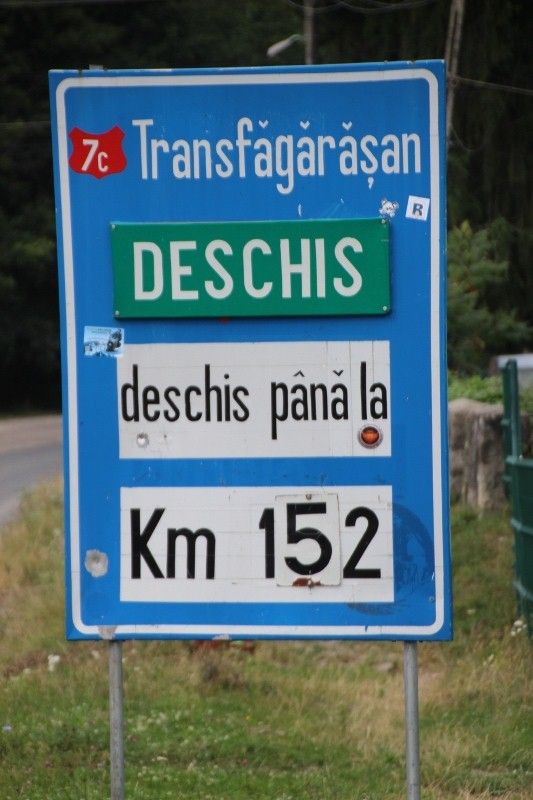 7c Transfăgărășan
R
DESCHIS
deschis până la
Km 152